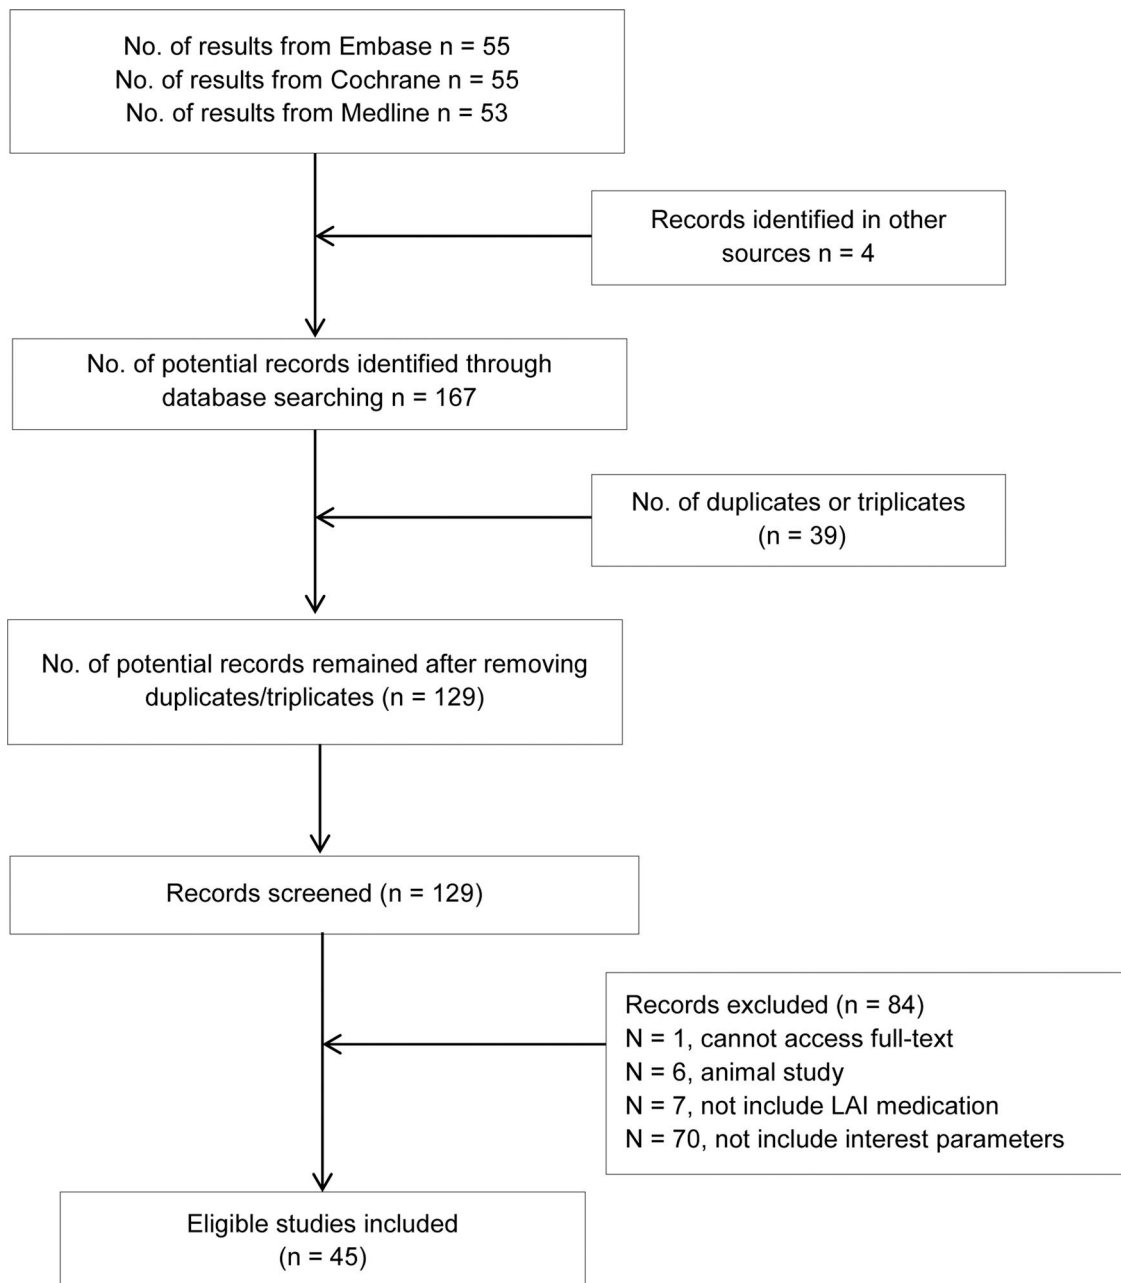 No. of results from Embase n = 55
No. of results from Cochrane n = 55
No. of results from Medline n = 53
Records identified in other
sources n = 4
No. of potential records identified through
database searching n = 167
No. of duplicates or triplicates
(n = 39)
No. of potential records remained after removing
duplicates/triplicates (n = 129)
Records screened (n = 129)
Records excluded (n = 84)
N = 1, cannot access full-text
N = 6, animal study
N = 7, not include LAI medication
N = 70, not include interest parameters
Eligible studies included
(n = 45)